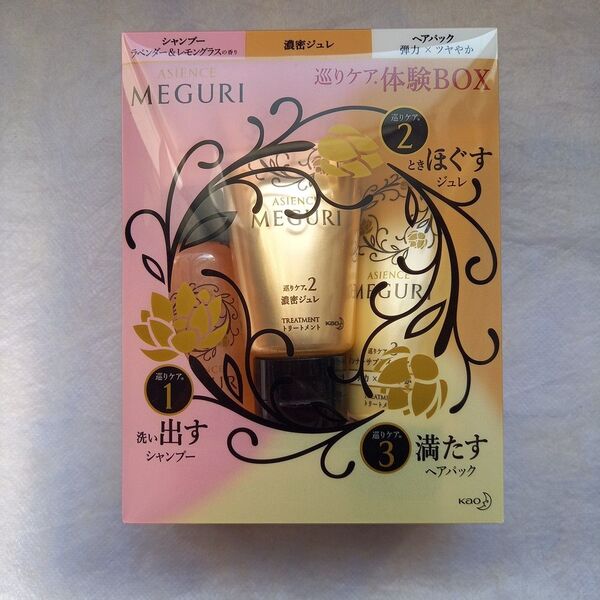 シャンプー
ラベンダー&レモングラスの香り
濃密ジュレ
ヘアパック
弾力×ツヤやか
ASIENCE
MEGURI
巡りケア®体験BOX
巡りケア®
2
ときほぐす
ジュレ
ASIENCE
MEGURI
巡りケア®2
濃密ジュレ
TREATMENT
トリートメント
Kao
ASIENCE
MEGURI
巡りケア®
1
洗い出す
シャンプー
巡りケア®
3
満たす
ヘアパック
Kao